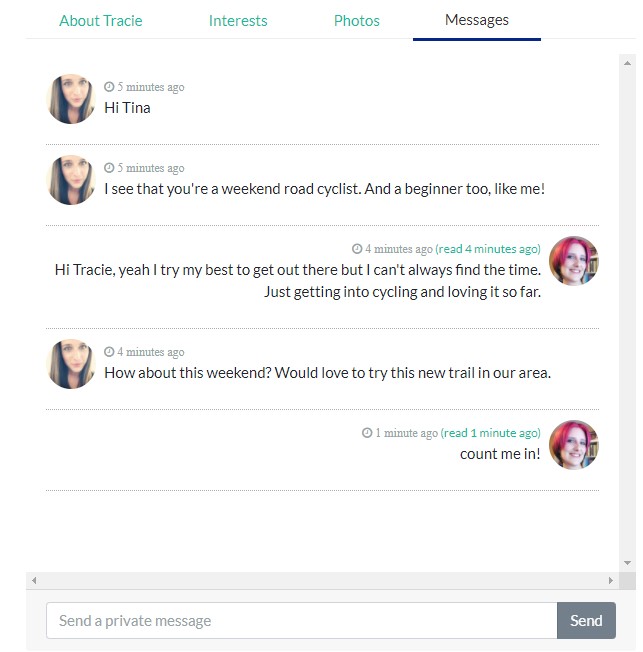 About Tracie Interests Photos Messages
5 minutes ago
Hi Tina
5 minutes ago
I see that you're a weekend road cyclist. And a beginner too, like me!
4 minutes ago (read 4 minutes ago)
Hi Tracie, yeah I try my best to get out there but I can't always find the time.
Just getting into cycling and loving it so far.
4 minutes ago
How about this weekend? Would love to try this new trail in our area.
1 minute ago (read 1 minute ago)
count me in!
Send a private message Send